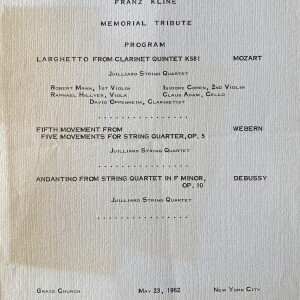 FRANZ KLINE
MEMORIAL TRIBUTE
PROGRAM
LARGHETTO FROM CLARINET QUINTET K581 MOZART
JUILLIARD STRING QUARTET
ROBERT MANN, 1ST VIOLIN ISIDORE COHEN, 2ND VIOLIN
RAPHAEL HILLYER, VIOLA CLAUS ADAM, CELLO
DAVID OPPENHEIM, CLARINETIST
FIFTH MOVEMENT FROM WEBERN
FIVE MOVEMENTS FOR STRING QUARTER, OP. 5
JUILLIARD STRING QUARTET
ANDANTINO FROM STRING QUARTET IN F MINOR, DEBUSSY
OP. 10
JUILLIARD STRING QUARTET
GRACE CHURCH MAY 23, 1962 NEW YORK CITY